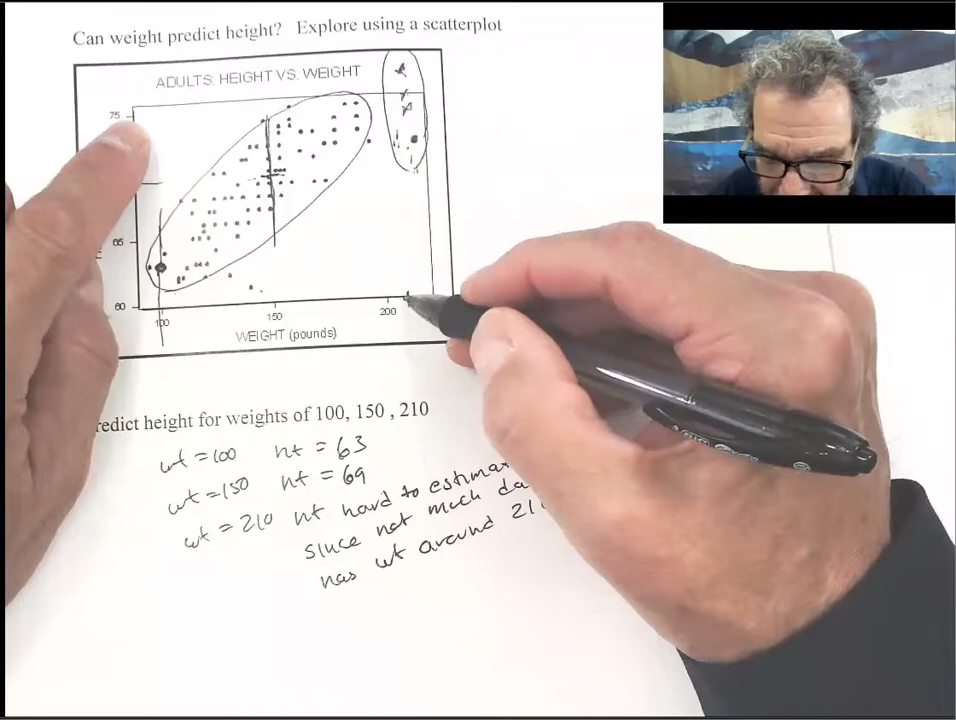 Can weight predict height? Explore using a scatterplot
ADULTS: HEIGHT VS. WEIGHT
75
65
60
100 150 200
WEIGHT (pounds)
redict height for weights of 100, 150 , 210
wt = 100 ht = 63
wt = 150 ht = 69
wt = 210 ht hard to estimat
since not much da
has wt around 21